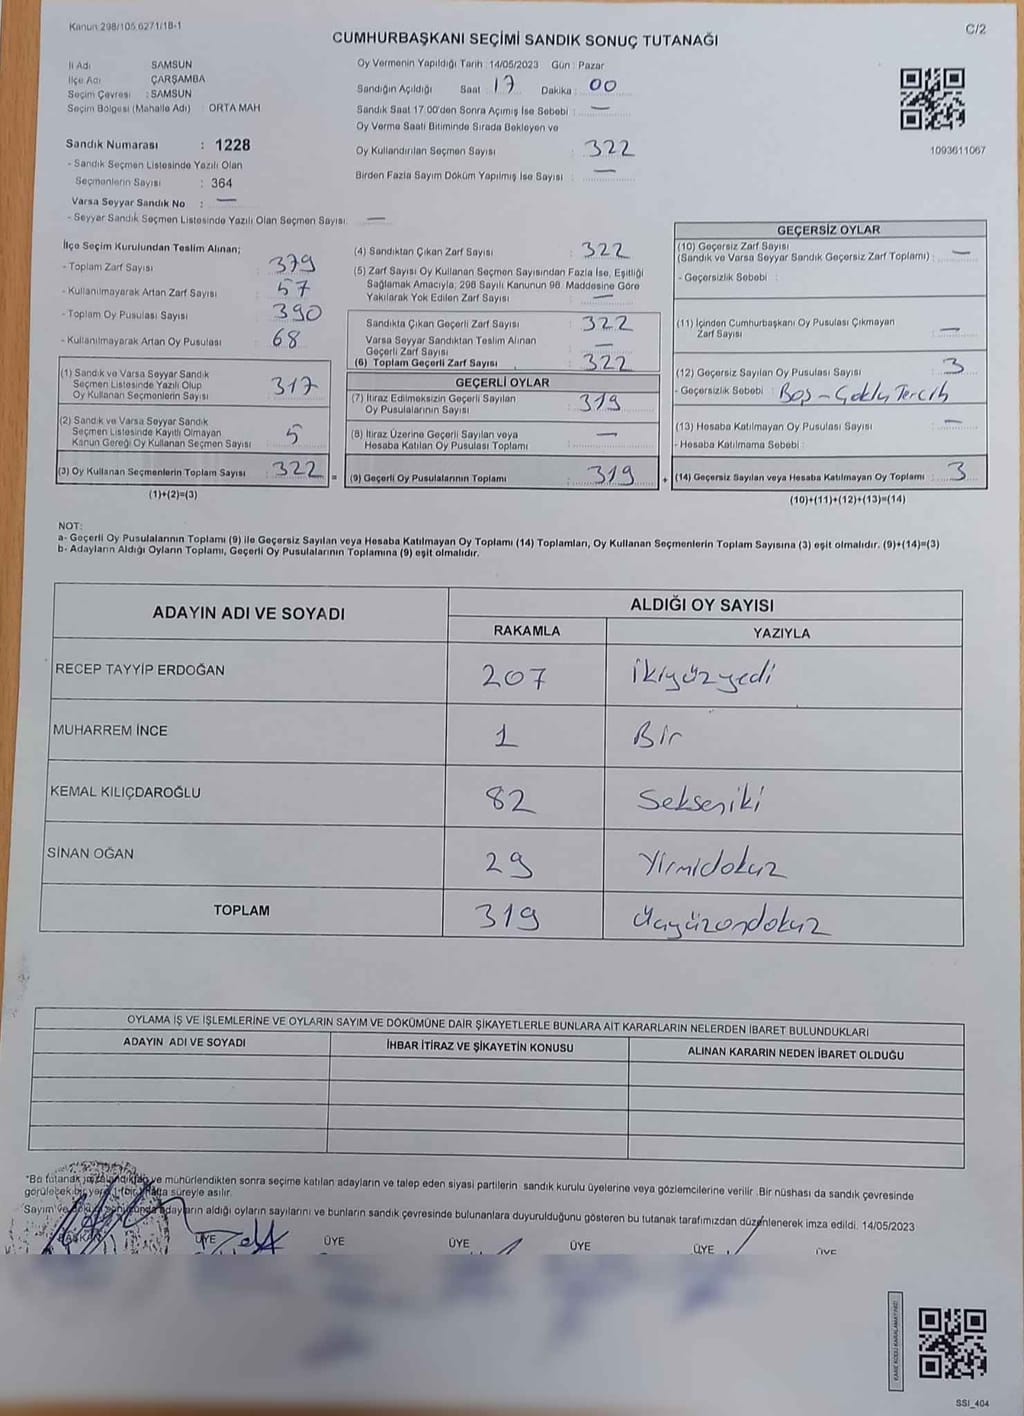 Kanun 298/105 6271/18-1
C/2
CUMHURBAŞKANI SEÇİMİ SANDIK SONUÇ TUTANAĞI
İl Adı SAMSUN
İlçe Adı ÇARŞAMBA
Seçim Çevresi : SAMSUN
Seçim Bölgesi (Mahalle Adı) : ORTA MAH
Sandık Numarası : 1228
- Sandık Seçmen Listesinde Yazılı Olan
Seçmenlerin Sayısı : 364
Varsa Seyyar Sandık No : —
- Seyyar Sandık Seçmen Listesinde Yazılı Olan Seçmen Sayısı: —
Oy Vermenin Yapıldığı Tarih :14/05/2023 Gün : Pazar
Sandığın Açıldığı Saat : 17 Dakika : 00
Sandık Saat 17.00'den Sonra Açımış İse Sebebi : —
Oy Verme Saati Bitiminde Sırada Bekleyen ve
Oy Kullandırılan Seçmen Sayısı : 322
Birden Fazla Sayım Döküm Yapılmış İse Sayısı : —
1093611067
İlçe Seçim Kurulundan Teslim Alınan;
- Toplam Zarf Sayısı : 379
- Kullanılmayarak Artan Zarf Sayısı : 57
- Toplam Oy Pusulası Sayısı : 390
- Kullanılmayarak Artan Oy Pusulası : 68
(1) Sandık ve Varsa Seyyar Sandık
Seçmen Listesinde Yazılı Olup
Oy Kullanan Seçmenlerin Sayısı : 317
(2) Sandık ve Varsa Seyyar Sandık
Seçmen Listesinde Kayıtlı Olmayan
Kanun Gereği Oy Kullanan Seçmen Sayısı : 5
(3) Oy Kullanan Seçmenlerin Toplam Sayısı : 322 =
(1)+(2)=(3)
(4) Sandıktan Çıkan Zarf Sayısı : 322
(5) Zarf Sayısı Oy Kullanan Seçmen Sayısından Fazla İse, Eşitliği
Sağlamak Amacıyla; 298 Sayılı Kanunun 98. Maddesine Göre
Yakılarak Yok Edilen Zarf Sayısı : —
Sandıkta Çıkan Geçerli Zarf Sayısı : 322
Varsa Seyyar Sandıktan Teslim Alınan
Geçerli Zarf Sayısı : —
(6) Toplam Geçerli Zarf Sayısı : 322
GEÇERLİ OYLAR
(7) İtiraz Edilmeksizin Geçerli Sayılan
Oy Pusulalarının Sayısı : 319
(8) İtiraz Üzerine Geçerli Sayılan veya
Hesaba Katılan Oy Pusulası Toplamı : —
(9) Geçerli Oy Pusulalarının Toplamı : 319 +
GEÇERSİZ OYLAR
(10) Geçersiz Zarf Sayısı
(Sandık ve Varsa Seyyar Sandık Geçersiz Zarf Toplamı) : —
- Geçersizlik Sebebi :
(11) İçinden Cumhurbaşkanı Oy Pusulası Çıkmayan
Zarf Sayısı : —
(12) Geçersiz Sayılan Oy Pusulası Sayısı : 3
- Geçersizlik Sebebi : Boş - Çoklu Tercih
(13) Hesaba Katılmayan Oy Pusulası Sayısı : —
- Hesaba Katılmama Sebebi :
(14) Geçersiz Sayılan veya Hesaba Katılmayan Oy Toplamı : 3
(10)+(11)+(12)+(13)=(14)
NOT:
a- Geçerli Oy Pusulalarının Toplamı (9) ile Geçersiz Sayılan veya Hesaba Katılmayan Oy Toplamı (14) Toplamları, Oy Kullanan Seçmenlerin Toplam Sayısına (3) eşit olmalıdır. (9)+(14)=(3)
b- Adayların Aldığı Oyların Toplamı, Geçerli Oy Pusulalarının Toplamına (9) eşit olmalıdır.
ADAYIN ADI VE SOYADI ALDIĞI OY SAYISI
RAKAMLA YAZIYLA
RECEP TAYYİP ERDOĞAN 207 ikiyüzyedi
MUHARREM İNCE 1 Bir
KEMAL KILIÇDAROĞLU 82 Sekseniki
SİNAN OĞAN 29 Yirmidokuz
TOPLAM 319 Üçyüzondokuz
OYLAMA İŞ VE İŞLEMLERİNE VE OYLARIN SAYIM VE DÖKÜMÜNE DAİR ŞİKAYETLERLE BUNLARA AİT KARARLARIN NELERDEN İBARET BULUNDUKLARI
ADAYIN ADI VE SOYADI İHBAR İTİRAZ VE ŞİKAYETİN KONUSU ALINAN KARARIN NEDEN İBARET OLDUĞU
*Bu tutanak imzalandıktan ve mühürlendikten sonra seçime katılan adayların ve talep eden siyasi partilerin sandık kurulu üyelerine veya gözlemcilerine verilir .Bir nüshası da sandık çevresinde
görülecek bir yere 1 (bir) hafta süreyle asılır.
Sayım ve adayların aldığı oyların sayılarını ve bunların sandık çevresinde bulunanlara duyurulduğunu gösteren bu tutanak tarafımızdan düzenlenerek imza edildi. 14/05/2023
BAŞKAN ÜYE ÜYE ÜYE ÜYE ÜYE ÜYE
KARE KODU KARALAMAYINIZ!
SSI_404